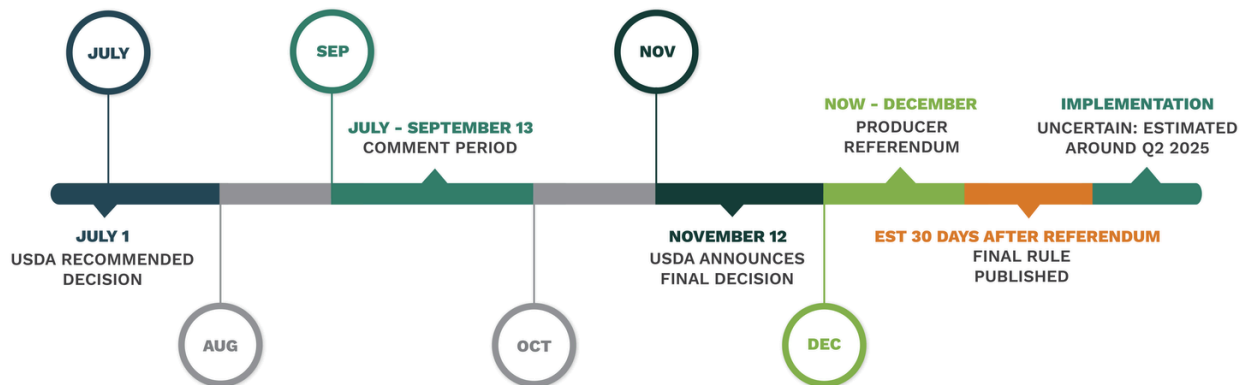 JULY
SEP
NOV
NOW - DECEMBER
PRODUCER
REFERENDUM
IMPLEMENTATION
UNCERTAIN: ESTIMATED
AROUND Q2 2025
JULY - SEPTEMBER 13
COMMENT PERIOD
JULY 1
USDA RECOMMENDED
DECISION
NOVEMBER 12
USDA ANNOUNCES
FINAL DECISION
EST 30 DAYS AFTER REFERENDUM
FINAL RULE
PUBLISHED
AUG
OCT
DEC